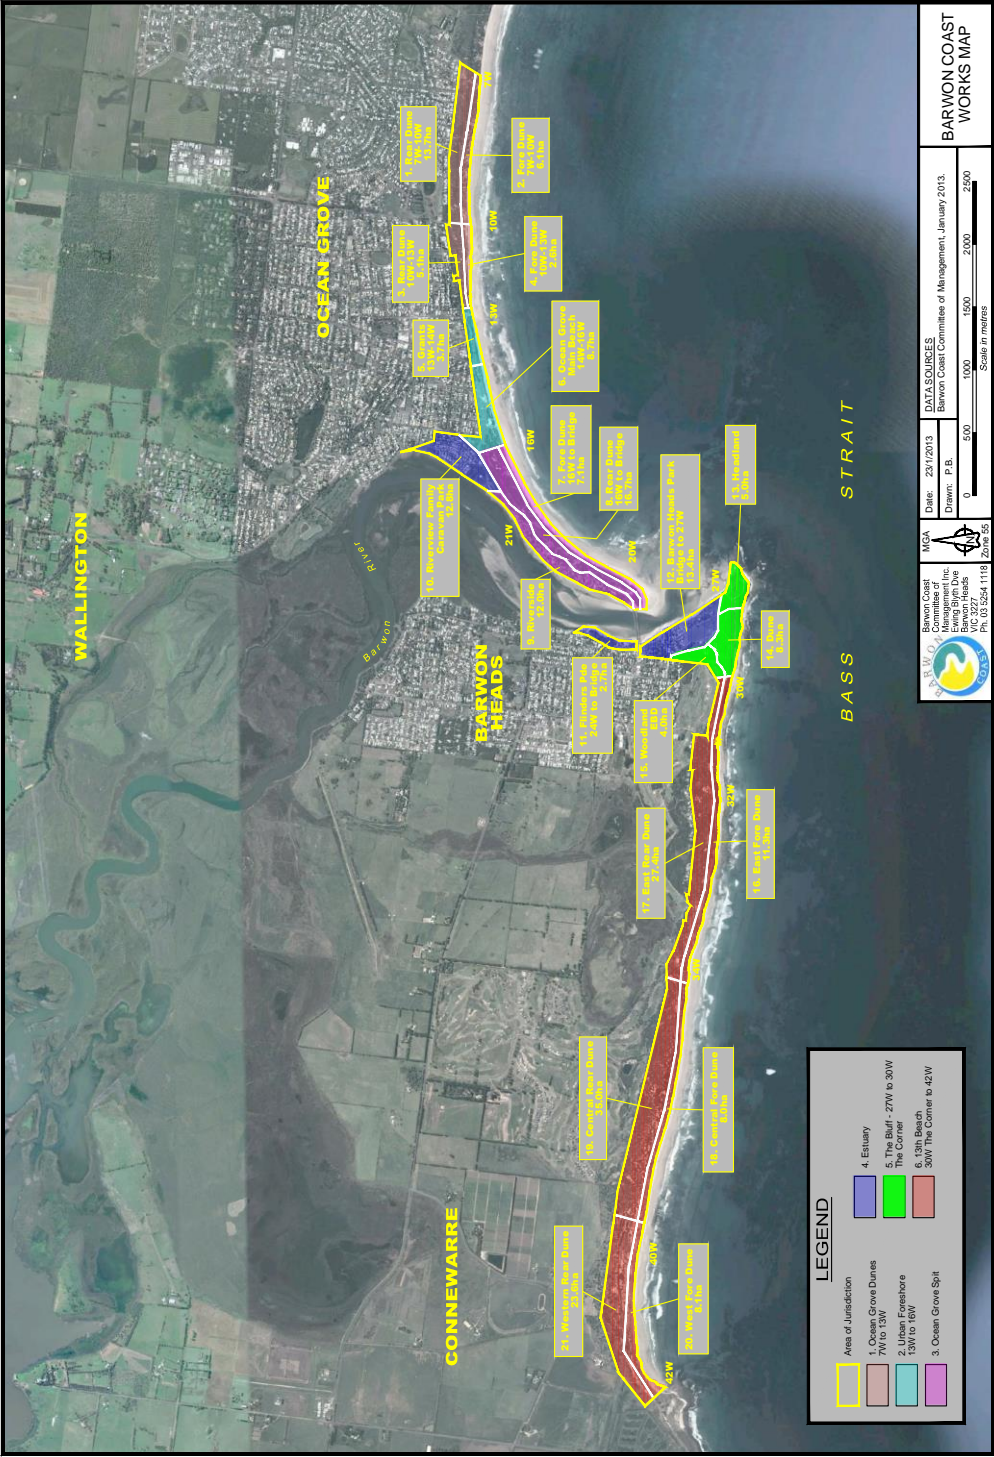 WALLINGTON
OCEAN GROVE
BARWON
HEADS
CONNEWARRE
Barwon
River
BASS STRAIT
1. Rear Dune
7W-10W
13.7ha
2. Fore Dune
7W-10W
6.1ha
3. Rear Dune
10W-13W
5.1ha
4. Fore Dune
10W-13W
2.6ha
5. Grants
13W-14W
3.7ha
6. Ocean Grove
Main Beach
14W-16W
8.7ha
7. Fore Dune
16W to Bridge
7.1ha
8. Rear Dune
16W to Bridge
16.7ha
9. Riverside
12.0ha
10. Riverview Family
Caravan Park
12.8ha
11. Flinders Pde
24W to Bridge
2.7ha
12. Barwon Heads Park
Bridge to 27W
13.4ha
13. Headland
5.0ha
14. Dune
8.3ha
15. Woodland
EBD
4.0ha
16. East Fore Dune
11.3ha
17. East Rear Dune
27.4ha
18. Central Fore Dune
8.0ha
19. Central Rear Dune
35.0ha
20. West Fore Dune
8.1ha
21. Western Rear Dune
23.6ha
7W
10W
13W
16W
21W
20W
27W
30W
32W
34W
40W
42W
LEGEND
Area of Jurisdiction
1. Ocean Grove Dunes
7W to 13W
2. Urban Foreshore
13W to 16W
3. Ocean Grove Spit
4. Estuary
5. The Bluff - 27W to 30W
The Corner
6. 13th Beach
30W The Corner to 42W
BARWON
COAST
Barwon Coast
Committee of
Management Inc.
Ewing Blyth Dve
Barwon Heads
VIC 3227
Ph. 03 5254 1118
MGA
N
Zone 55
Date: 23/1/2013
Drawn: P.B.
DATA SOURCES
Barwon Coast Committee of Management, January 2013.
0 500 1000 1500 2000 2500
Scale in metres
BARWON COAST
WORKS MAP